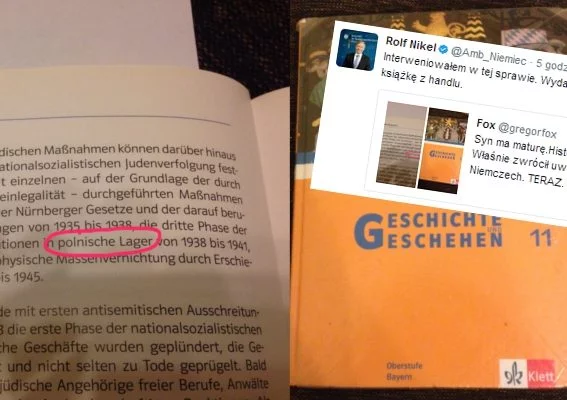 dischen Maßnahmen können darüber hinaus
ationalsozialistischen Judenverfolgung fest-
t einzelnen – auf der Grundlage der durch
einlegalität – durchgeführten Maßnahmen
er Nürnberger Gesetze und der darauf beru-
gen von 1935 bis 1938, die dritte Phase der
tionen in polnische Lager von 1938 bis 1941,
physische Massenvernichtung durch Erschie-
is 1945.
de mit ersten antisemitischen Ausschreitun-
3 die erste Phase der nationalsozialistischen
che Geschäfte wurden geplündert, die Ge-
t und nicht selten zu Tode geprügelt. Bald
jüdische Angehörige freier Berufe, Anwälte
Rolf Nikel @Amb_Niemiec · 5 godz
Interweniowałem w tej sprawie. Wyda
książkę z handlu.
Fox @gregorfox
Syn ma maturę.Hist
Właśnie zwrócił uw
Niemczech. TERAZ.
GESCHICHTE
UND
GESCHEHEN 11
Oberstufe
Bayern
Klett